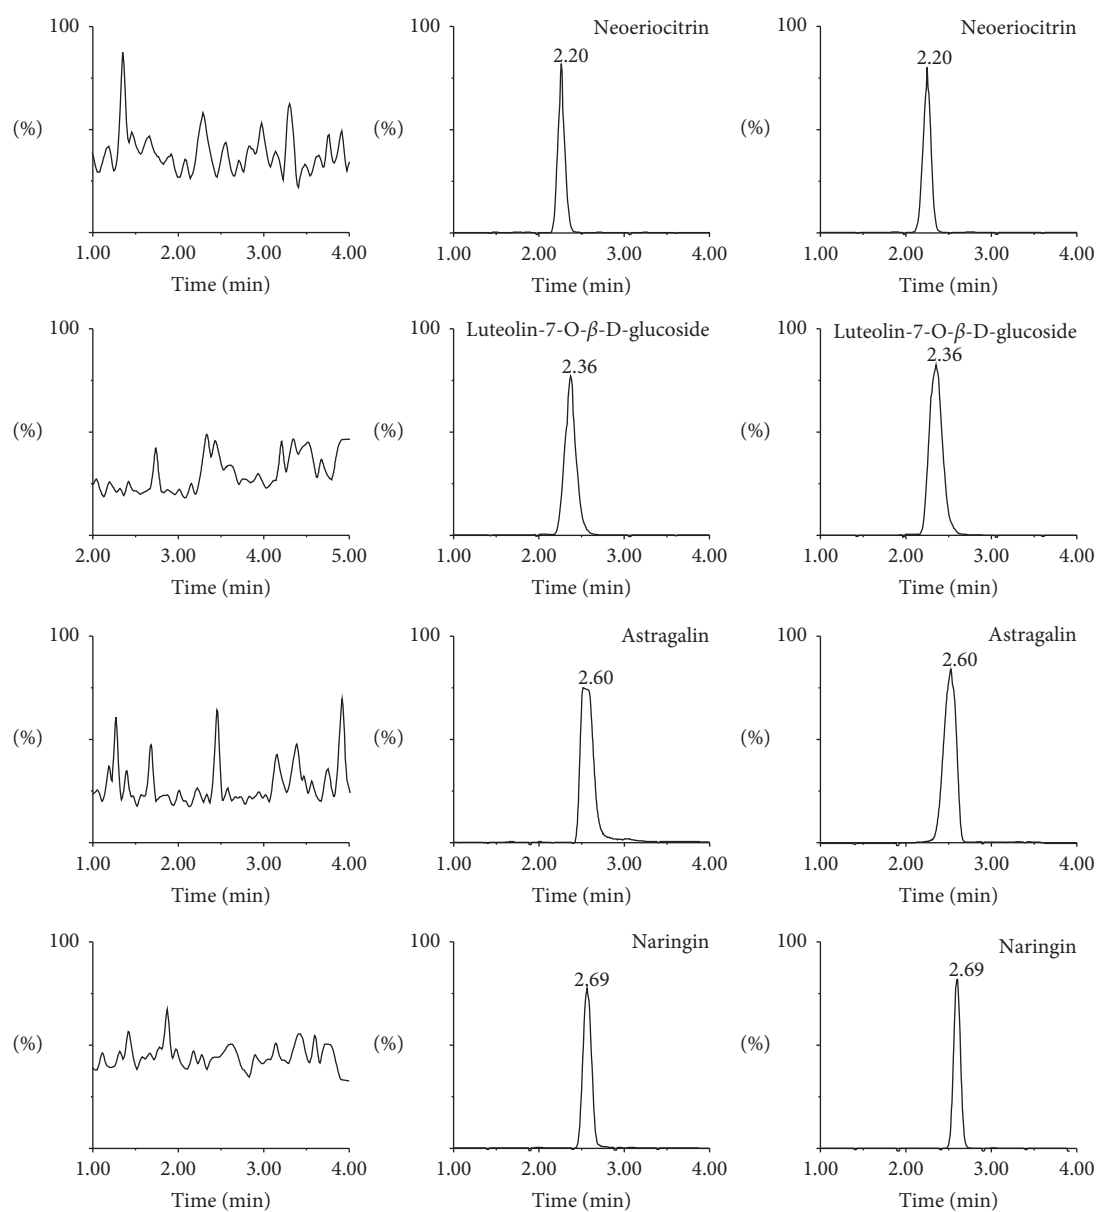 100 100 Neoeriocitrin 100 Neoeriocitrin
2.20 2.20
(%) (%) (%)
1.00 2.00 3.00 4.00 1.00 2.00 3.00 4.00 1.00 2.00 3.00 4.00
Time (min) Time (min) Time (min)
100 100 Luteolin-7-O-β-D-glucoside 100 Luteolin-7-O-β-D-glucoside
2.36 2.36
(%) (%) (%)
2.00 3.00 4.00 5.00 1.00 2.00 3.00 4.00 1.00 2.00 3.00 4.00
Time (min) Time (min) Time (min)
100 100 Astragalin 100 Astragalin
2.60 2.60
(%) (%) (%)
1.00 2.00 3.00 4.00 1.00 2.00 3.00 4.00 1.00 2.00 3.00 4.00
Time (min) Time (min) Time (min)
100 100 Naringin 100 Naringin
2.69 2.69
(%) (%) (%)
1.00 2.00 3.00 4.00 1.00 2.00 3.00 4.00 1.00 2.00 3.00 4.00
Time (min) Time (min) Time (min)